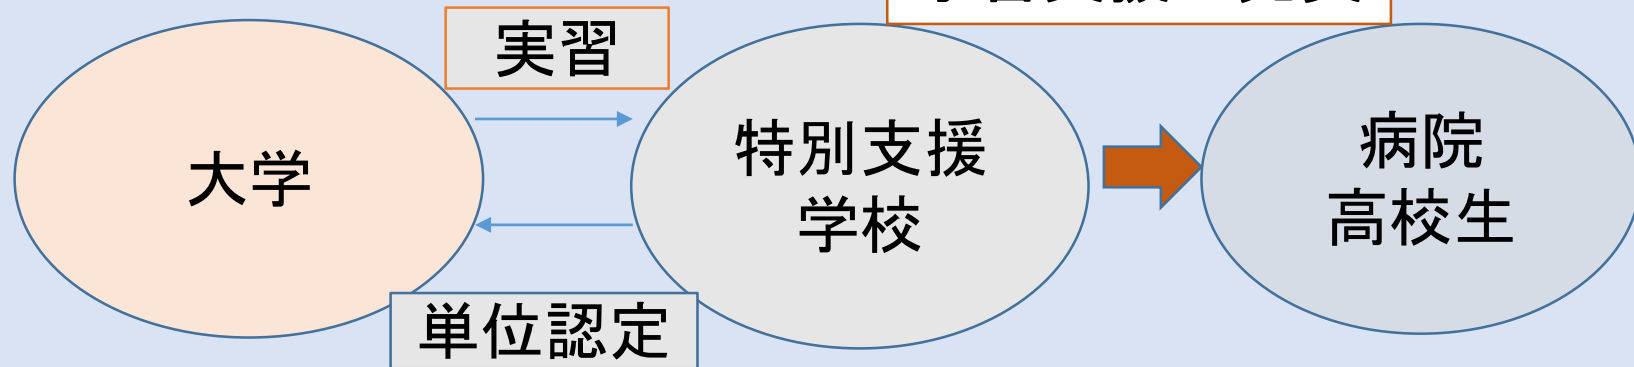 実習
大学
特別支援
学校
病院
高校生
単位認定